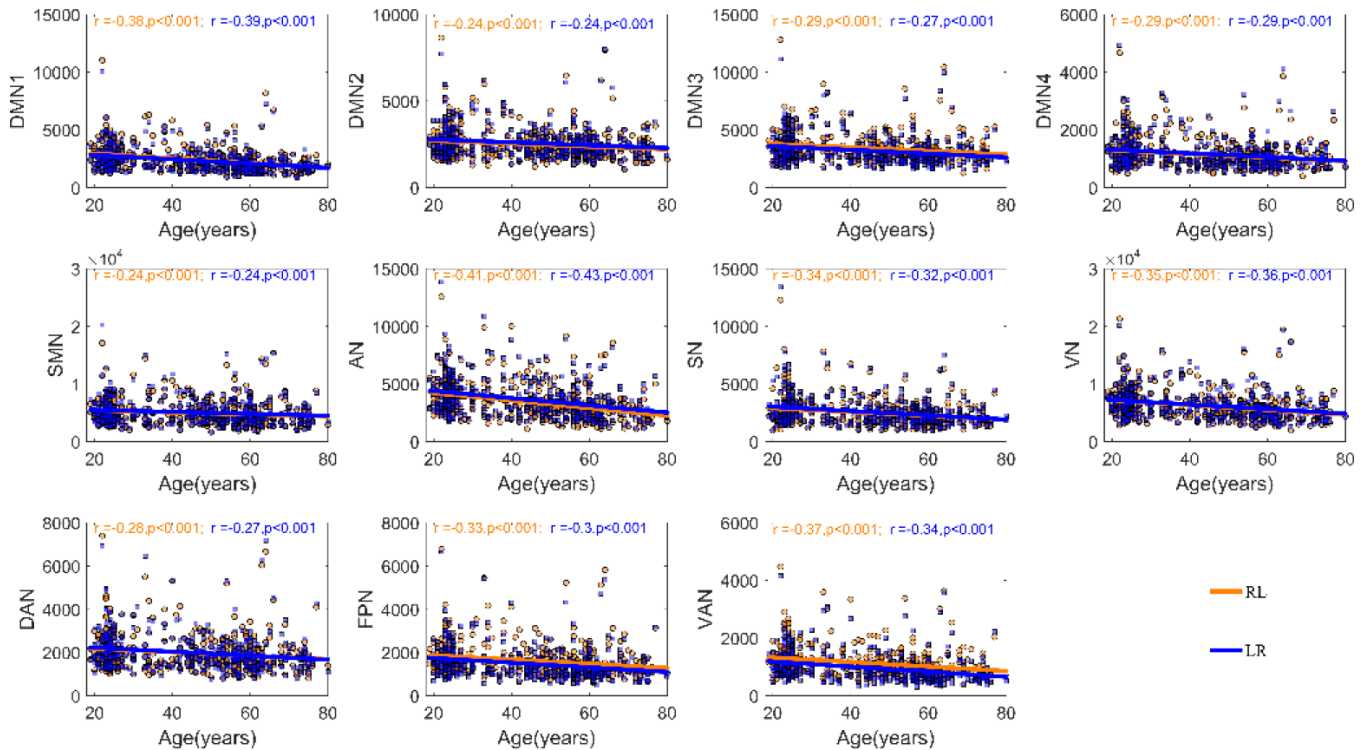 r =-0.38,p<0.001; r =-0.39,p<0.001
15000
10000
5000
0
DMN1
20 40 60 80
Age(years)
r =-0.24,p<0.001; r =-0.24,p<0.001
10000
5000
0
DMN2
20 40 60 80
Age(years)
r =-0.29,p<0.001; r =-0.27,p<0.001
15000
10000
5000
0
DMN3
20 40 60 80
Age(years)
r =-0.29,p<0.001; r =-0.29,p<0.001
6000
4000
2000
0
DMN4
20 40 60 80
Age(years)
×10⁴
r =-0.24,p<0.001; r =-0.24,p<0.001
3
2
1
0
SMN
20 40 60 80
Age(years)
r =-0.41,p<0.001; r =-0.43,p<0.001
15000
10000
5000
0
AN
20 40 60 80
Age(years)
r =-0.34,p<0.001; r =-0.32,p<0.001
15000
10000
5000
0
SN
20 40 60 80
Age(years)
×10⁴
r =-0.35,p<0.001; r =-0.36,p<0.001
3
2
1
0
VN
20 40 60 80
Age(years)
r =-0.28,p<0.001; r =-0.27,p<0.001
8000
6000
4000
2000
0
DAN
20 40 60 80
Age(years)
r =-0.33,p<0.001; r =-0.3,p<0.001
8000
6000
4000
2000
0
FPN
20 40 60 80
Age(years)
r =-0.37,p<0.001; r =-0.34,p<0.001
6000
4000
2000
0
VAN
20 40 60 80
Age(years)
RL
LR